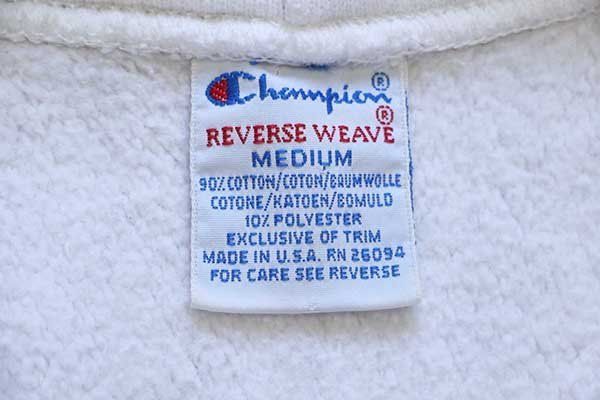 Champion®
REVERSE WEAVE®
MEDIUM
90% COTTON/COTON/BAUMWOLLE
COTONE/KATOEN/BOMULD
10% POLYESTER
EXCLUSIVE OF TRIM
MADE IN U.S.A. RN 26094
FOR CARE SEE REVERSE